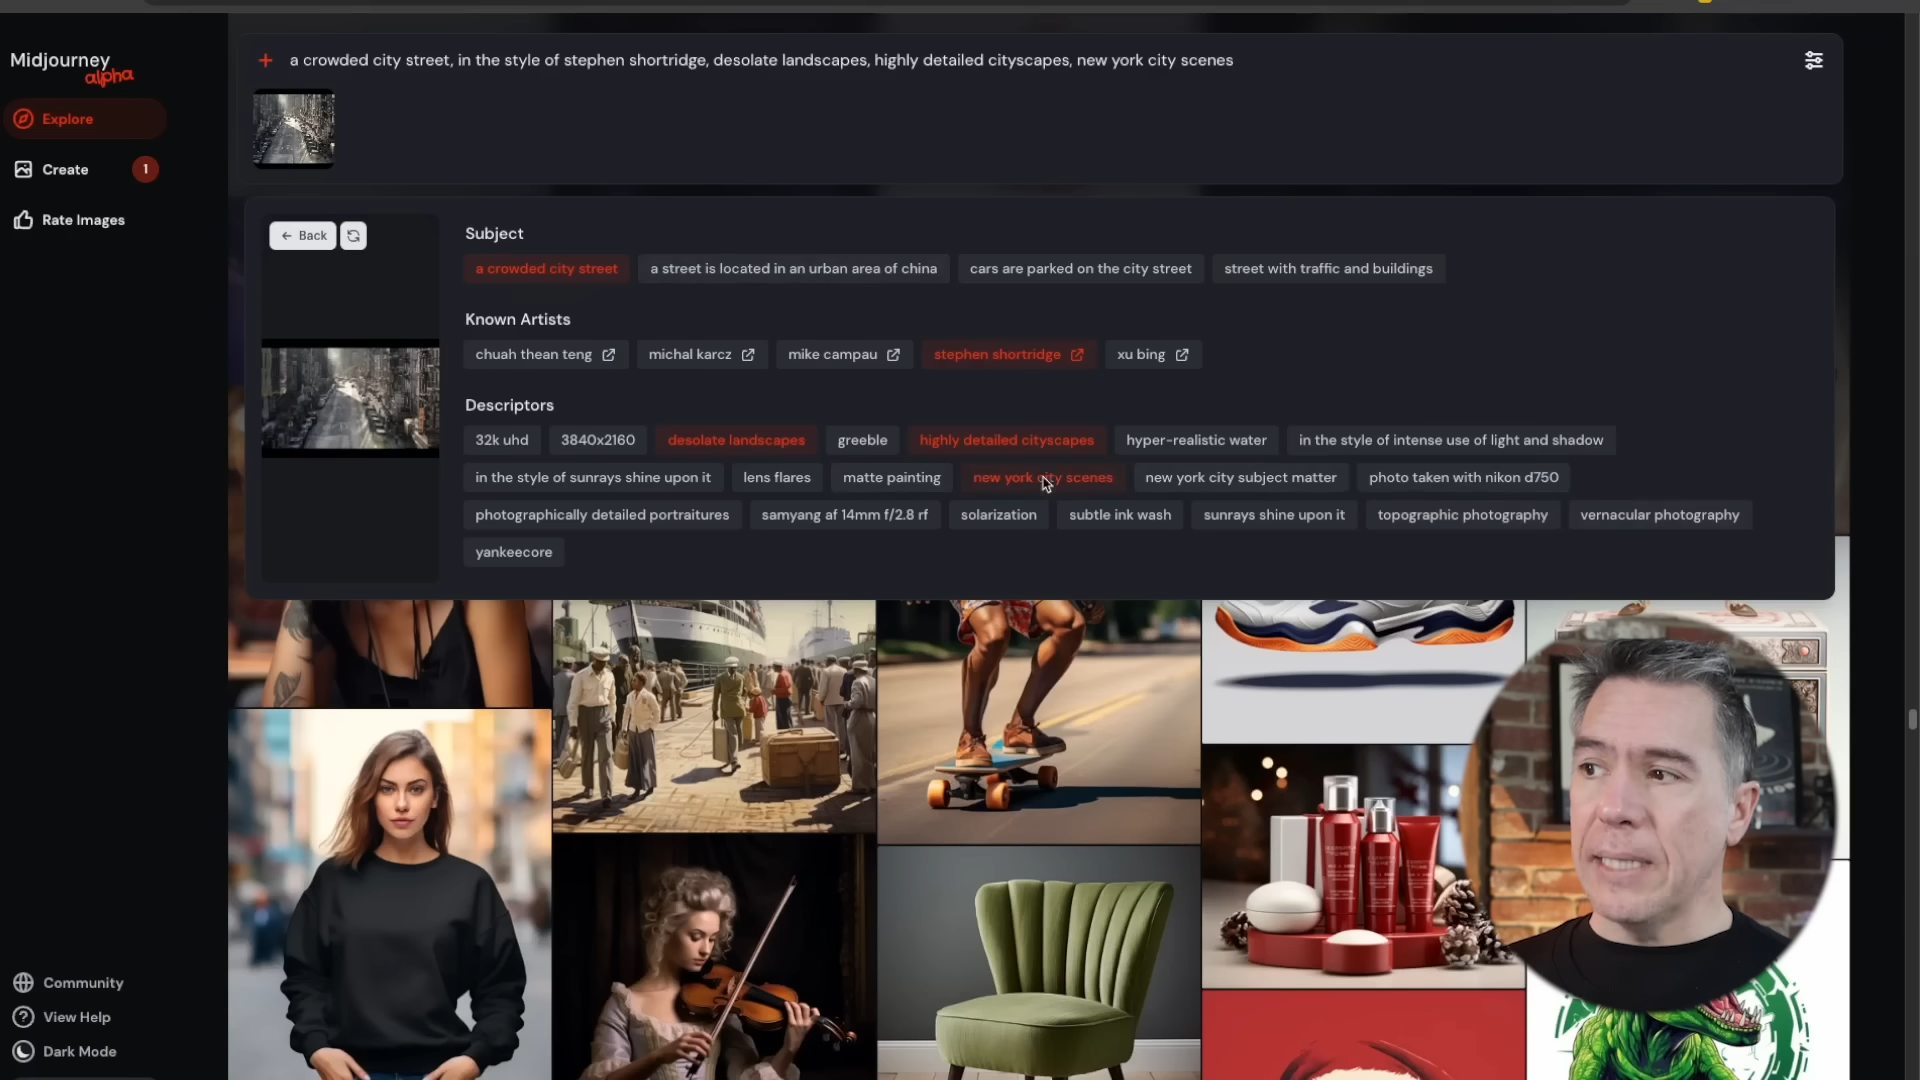 Midjourney
alpha
Explore
Create 1
Rate Images
a crowded city street, in the style of stephen shortridge, desolate landscapes, highly detailed cityscapes, new york city scenes
Back
Subject
a crowded city street a street is located in an urban area of china cars are parked on the city street street with traffic and buildings
Known Artists
chuah thean teng michal karcz mike campau stephen shortridge xu bing
Descriptors
32k uhd 3840x2160 desolate landscapes greeble highly detailed cityscapes hyper-realistic water in the style of intense use of light and shadow
in the style of sunrays shine upon it lens flares matte painting new york city scenes new york city subject matter photo taken with nikon d750
photographically detailed portraitures samyang af 14mm f/2.8 rf solarization subtle ink wash sunrays shine upon it topographic photography vernacular photography
yankeecore
Community
View Help
Dark Mode